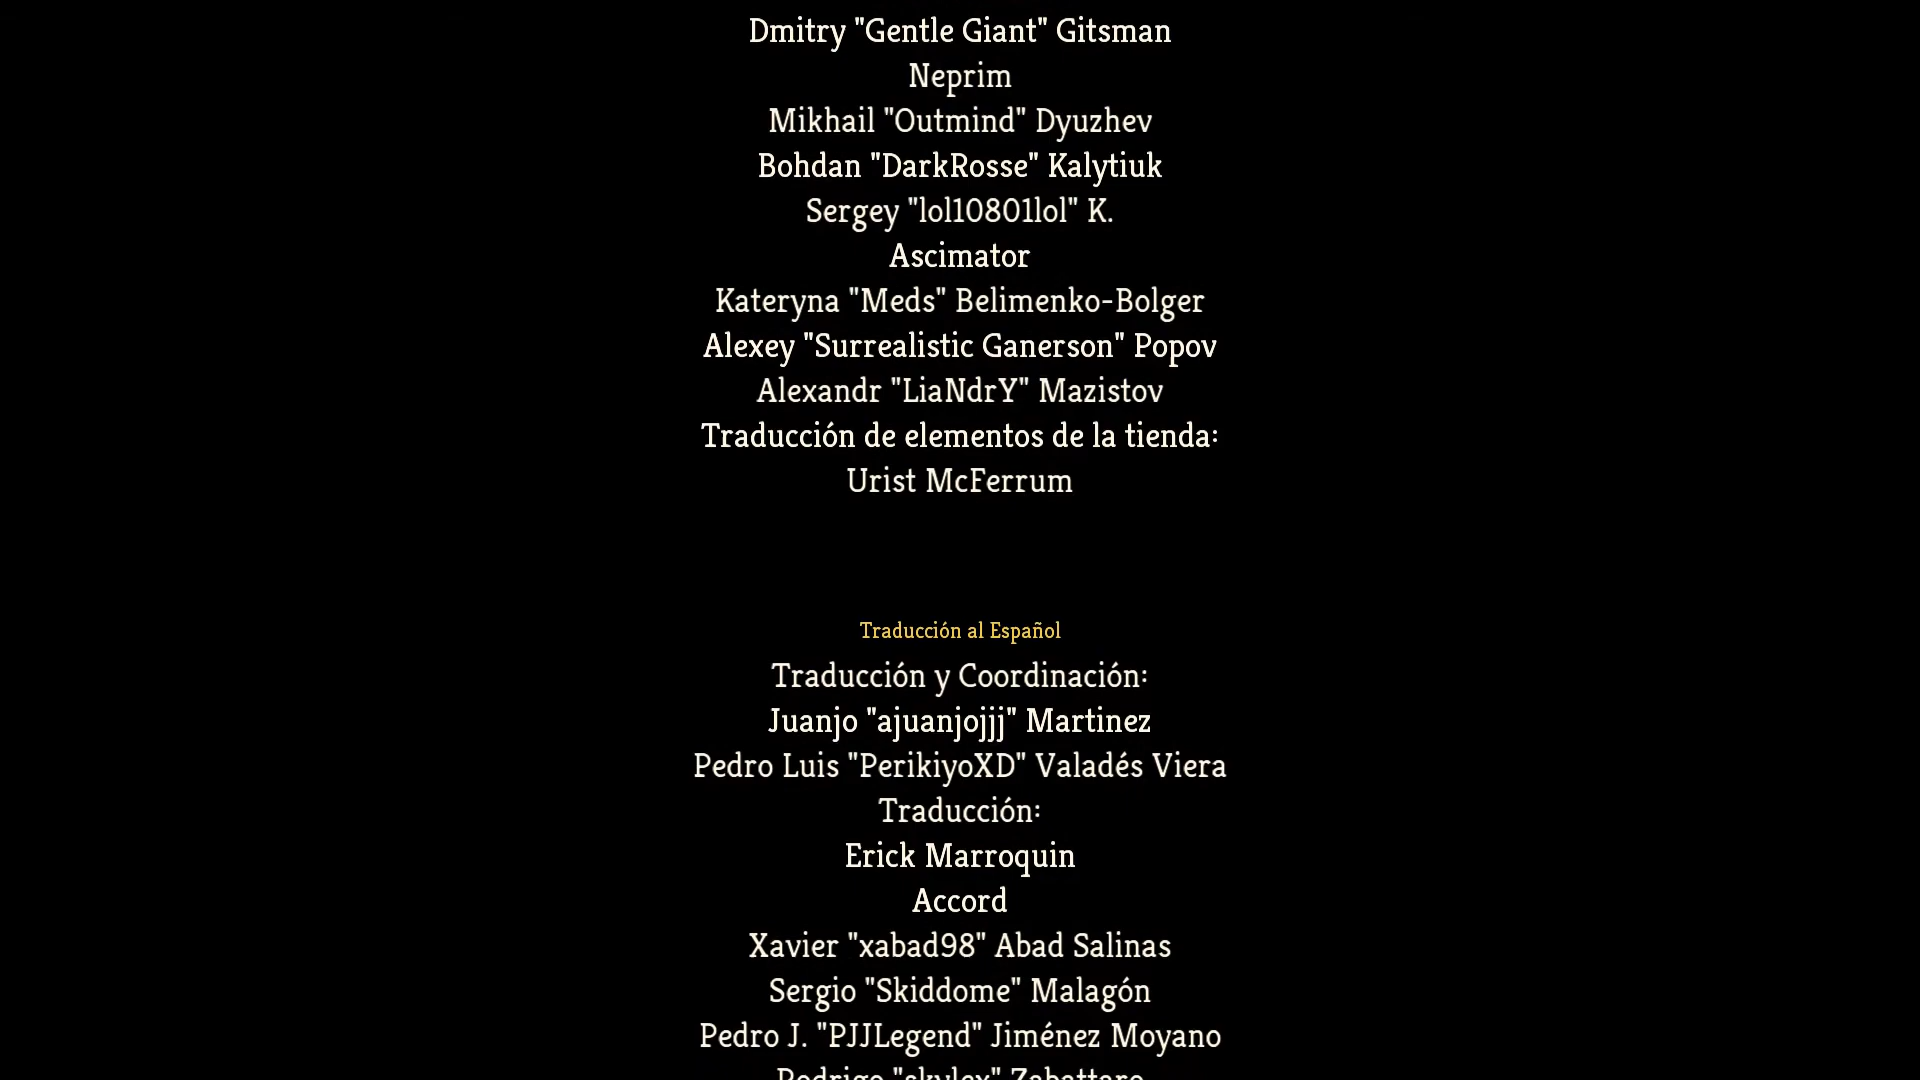 Dmitry "Gentle Giant" Gitsman
Neprim
Mikhail "Outmind" Dyuzhev
Bohdan "DarkRosse" Kalytiuk
Sergey "lol10801lol" K.
Ascimator
Kateryna "Meds" Belimenko-Bolger
Alexey "Surrealistic Ganerson" Popov
Alexandr "LiaNdrY" Mazistov
Traducción de elementos de la tienda:
Urist McFerrum
Traducción al Español
Traducción y Coordinación:
Juanjo "ajuanjojjj" Martinez
Pedro Luis "PerikiyoXD" Valadés Viera
Traducción:
Erick Marroquin
Accord
Xavier "xabad98" Abad Salinas
Sergio "Skiddome" Malagón
Pedro J. "PJJLegend" Jiménez Moyano
Rodrigo "skylex" Zabattaro